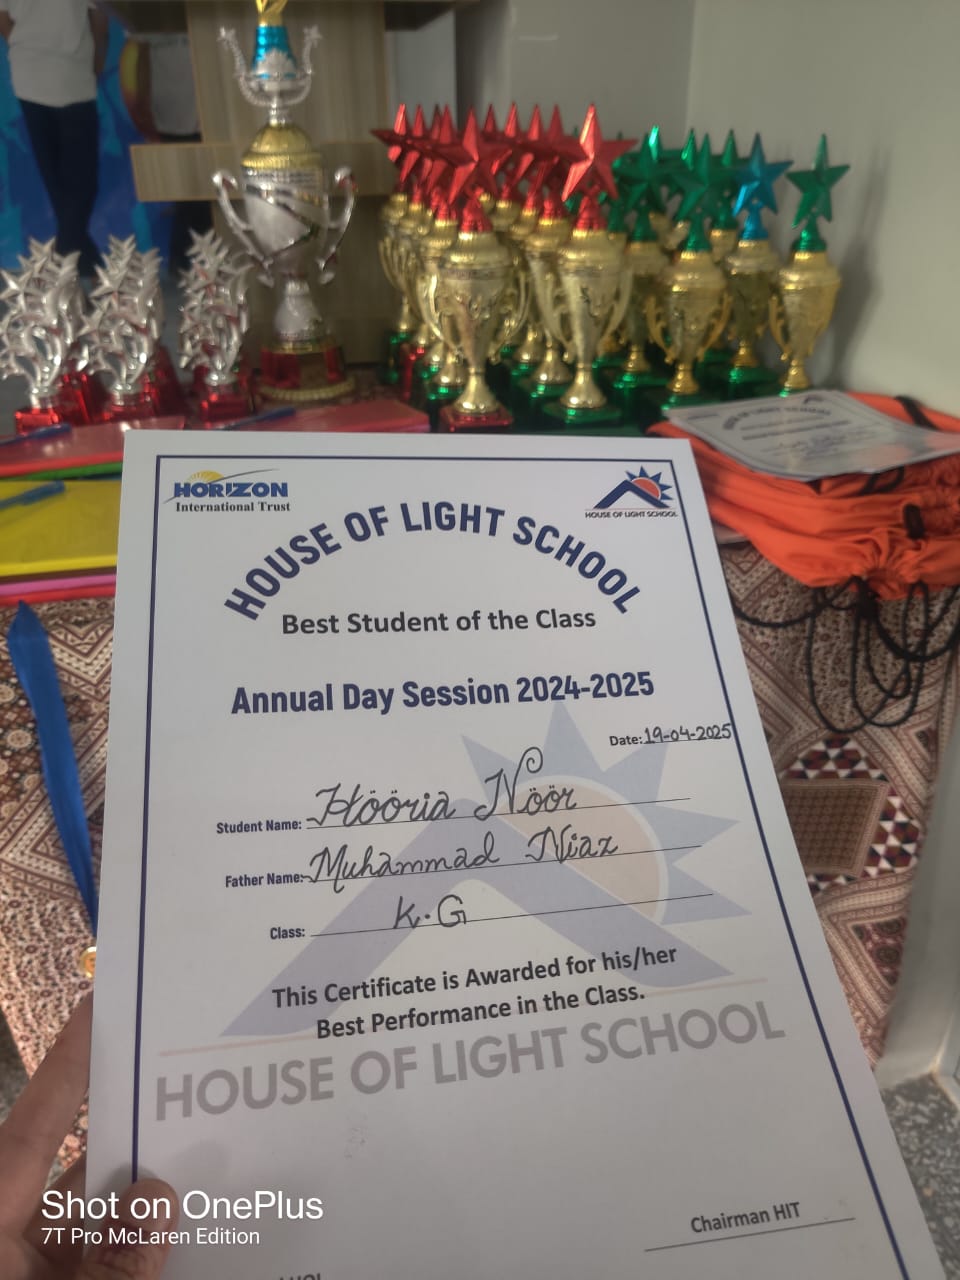 HORIZON
International Trust
HOUSE OF LIGHT SCHOOL
HOUSE OF LIGHT SCHOOL
Best Student of the Class
Annual Day Session 2024-2025
Date: 19-04-2025
Student Name: Hööria Nöör
Father Name:- Muhammad Niaz
Class: K.G
This Certificate is Awarded for his/her
Best Performance in the Class.
HOUSE OF LIGHT SCHOOL
Chairman HIT
Shot on OnePlus
7T Pro McLaren Edition